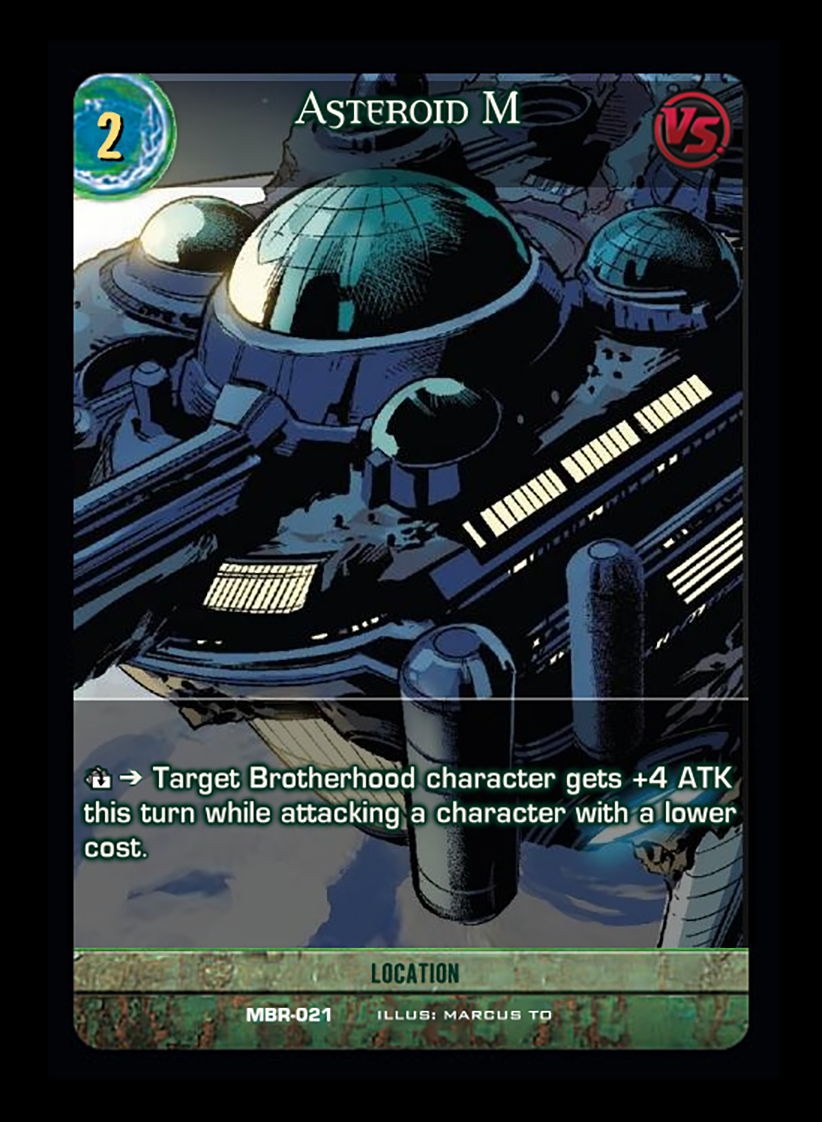 2
Asteroid M
VS.
➔ Target Brotherhood character gets +4 ATK
this turn while attacking a character with a lower
cost.
LOCATION
MBR-021 ILLUS: MARCUS TO